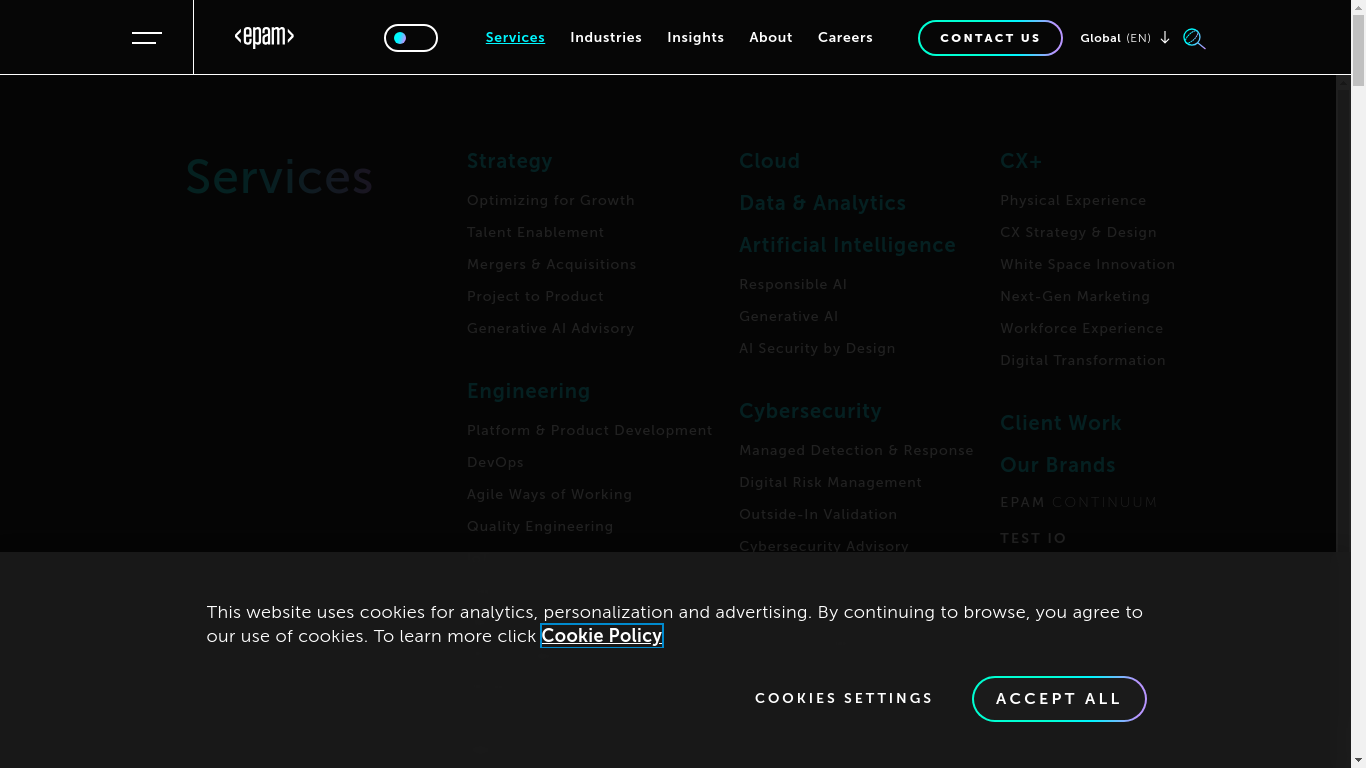 <epam>
Services Industries Insights About Careers
CONTACT US
Global (EN)
Services
Strategy
Optimizing for Growth
Talent Enablement
Mergers & Acquisitions
Project to Product
Generative AI Advisory
Engineering
Platform & Product Development
DevOps
Agile Ways of Working
Quality Engineering
Cloud
Data & Analytics
Artificial Intelligence
Responsible AI
Generative AI
AI Security by Design
Cybersecurity
Managed Detection & Response
Digital Risk Management
Outside-In Validation
Cybersecurity Advisory
CX+
Physical Experience
CX Strategy & Design
White Space Innovation
Next-Gen Marketing
Workforce Experience
Digital Transformation
Client Work
Our Brands
EPAM CONTINUUM
TEST IO
This website uses cookies for analytics, personalization and advertising. By continuing to browse, you agree to
our use of cookies. To learn more click Cookie Policy
COOKIES SETTINGS
ACCEPT ALL